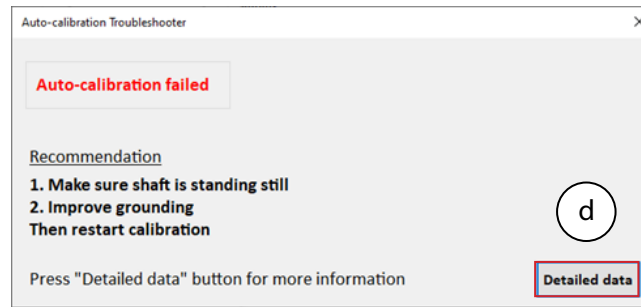 Auto-calibration Troubleshooter
Auto-calibration failed
Recommendation
1. Make sure shaft is standing still
2. Improve grounding
Then restart calibration
d
Press "Detailed data" button for more information
Detailed data